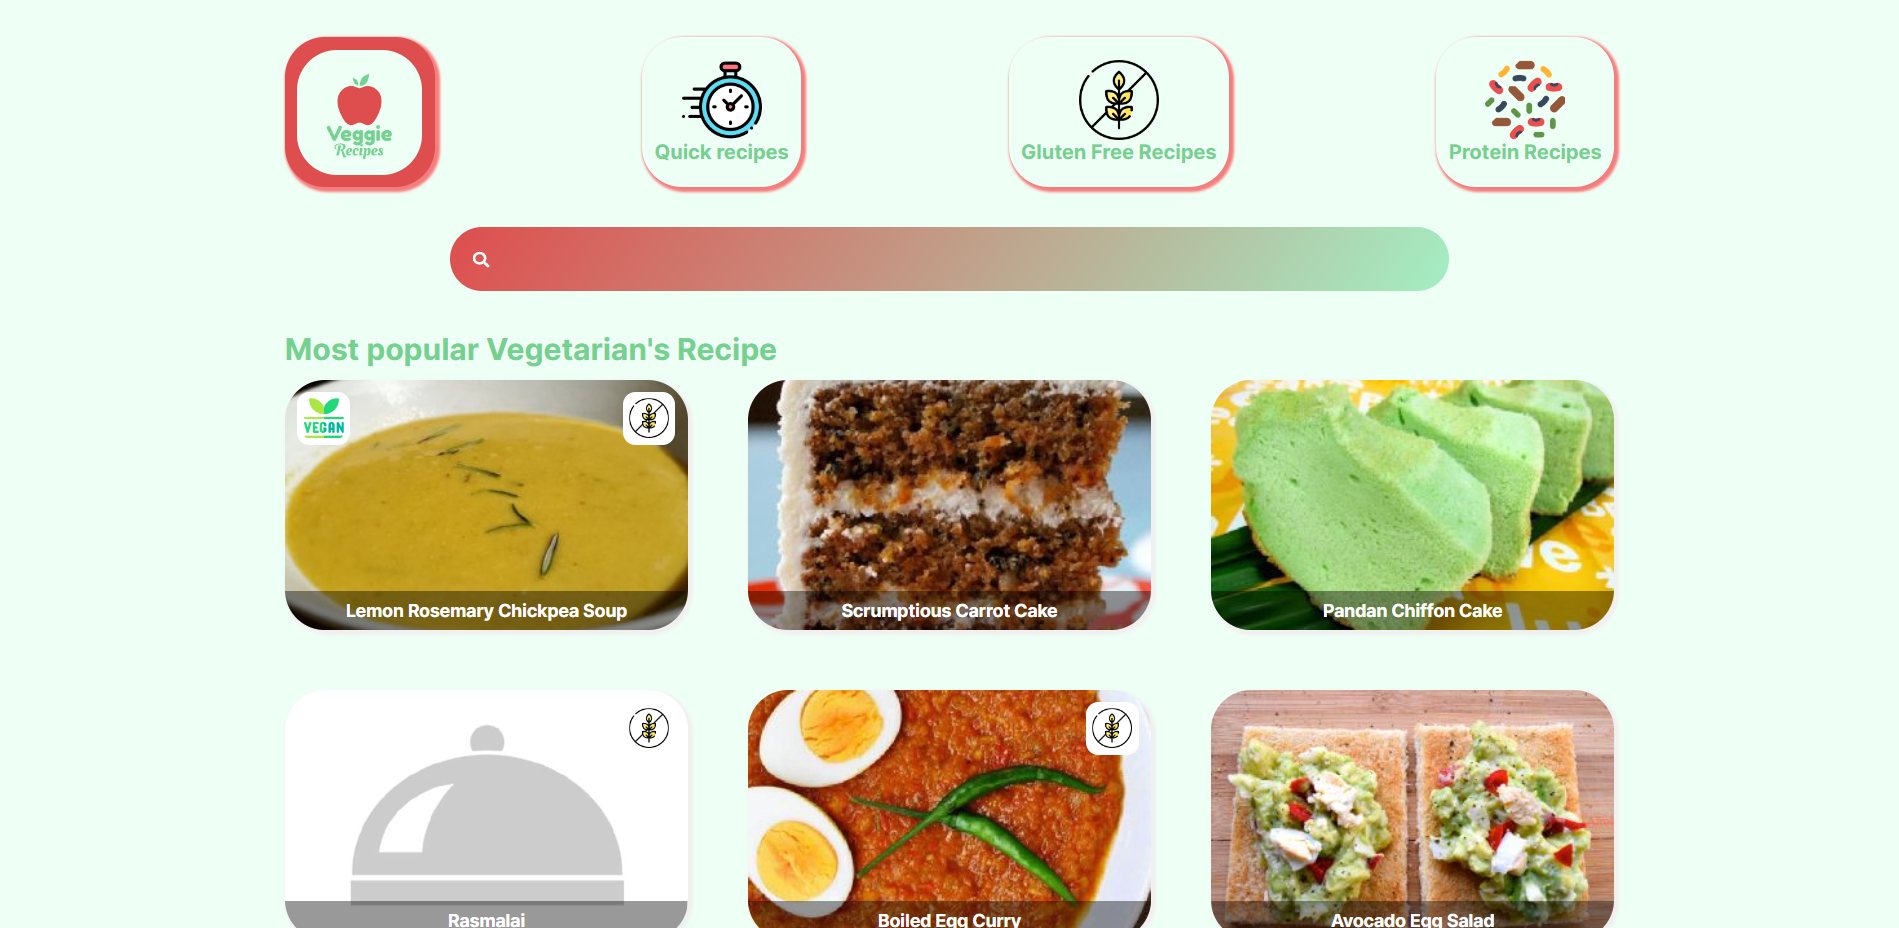 Veggie
Recipes
Quick recipes
Gluten Free Recipes
Protein Recipes
Most popular Vegetarian's Recipe
VEGAN
Lemon Rosemary Chickpea Soup
Scrumptious Carrot Cake
Pandan Chiffon Cake
Rasmalai
Boiled Egg Curry
Avocado Egg Salad